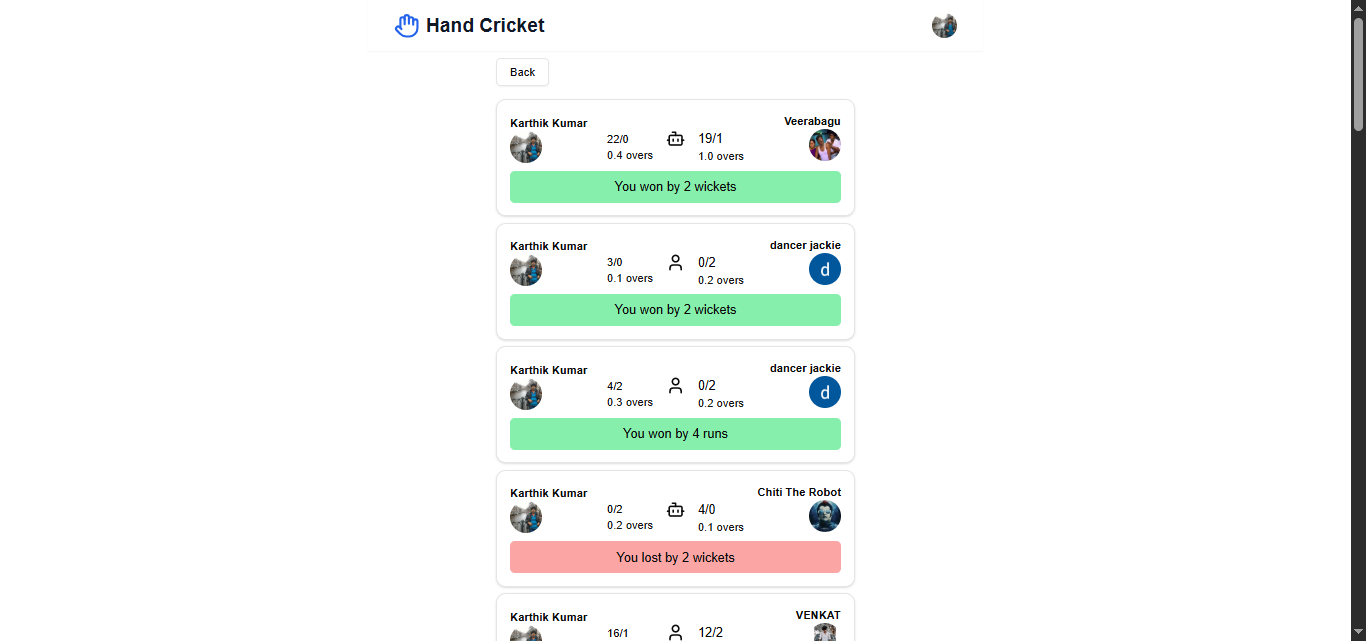 Hand Cricket
Back
Karthik Kumar
22/0
0.4 overs
19/1
1.0 overs
Veerabagu
You won by 2 wickets
Karthik Kumar
3/0
0.1 overs
0/2
0.2 overs
dancer jackie
d
You won by 2 wickets
Karthik Kumar
4/2
0.3 overs
0/2
0.2 overs
dancer jackie
d
You won by 4 runs
Karthik Kumar
0/2
0.2 overs
4/0
0.1 overs
Chiti The Robot
You lost by 2 wickets
Karthik Kumar
16/1
12/2
VENKAT